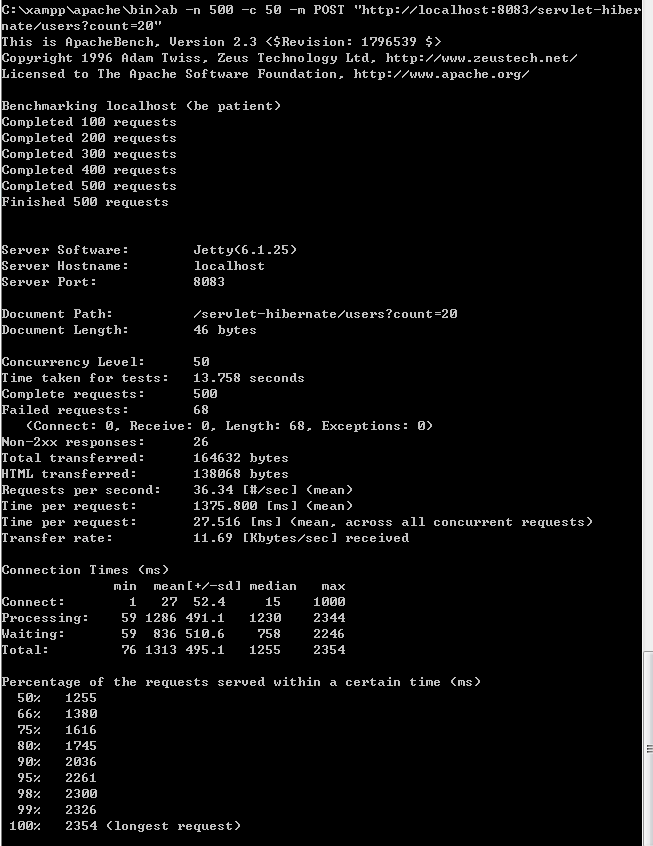 C:\xampp\apache\bin>ab -n 500 -c 50 -m POST "http://localhost:8083/servlet-hiber
nate/users?count=20"
This is ApacheBench, Version 2.3 <$Revision: 1796539 $>
Copyright 1996 Adam Twiss, Zeus Technology Ltd, http://www.zeustech.net/
Licensed to The Apache Software Foundation, http://www.apache.org/

Benchmarking localhost (be patient)
Completed 100 requests
Completed 200 requests
Completed 300 requests
Completed 400 requests
Completed 500 requests
Finished 500 requests


Server Software:        Jetty(6.1.25)
Server Hostname:        localhost
Server Port:            8083

Document Path:          /servlet-hibernate/users?count=20
Document Length:        46 bytes

Concurrency Level:      50
Time taken for tests:   13.758 seconds
Complete requests:      500
Failed requests:        68
   (Connect: 0, Receive: 0, Length: 68, Exceptions: 0)
Non-2xx responses:      26
Total transferred:      164632 bytes
HTML transferred:       138068 bytes
Requests per second:    36.34 [#/sec] (mean)
Time per request:       1375.800 [ms] (mean)
Time per request:       27.516 [ms] (mean, across all concurrent requests)
Transfer rate:          11.69 [Kbytes/sec] received

Connection Times (ms)
              min  mean[+/-sd] median   max
Connect:        1   27  52.4     15    1000
Processing:    59 1286 491.1   1230    2344
Waiting:       59  836 510.6    758    2246
Total:         76 1313 495.1   1255    2354

Percentage of the requests served within a certain time (ms)
  50%   1255
  66%   1380
  75%   1616
  80%   1745
  90%   2036
  95%   2261
  98%   2300
  99%   2326
 100%   2354 (longest request)